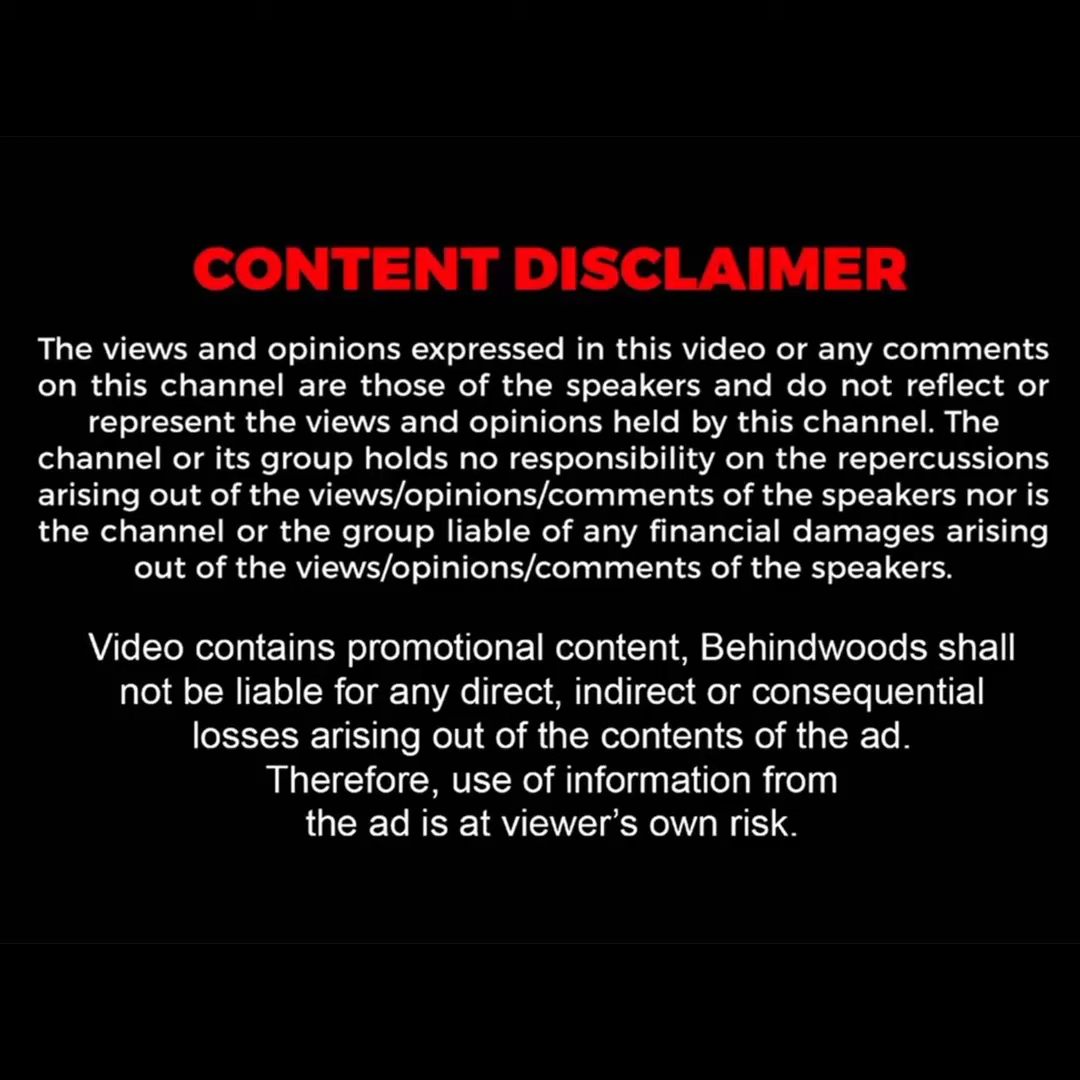 CONTENT DISCLAIMER
The views and opinions expressed in this video or any comments
on this channel are those of the speakers and do not reflect or
represent the views and opinions held by this channel. The
channel or its group holds no responsibility on the repercussions
arising out of the views/opinions/comments of the speakers nor is
the channel or the group liable of any financial damages arising
out of the views/opinions/comments of the speakers.
Video contains promotional content, Behindwoods shall
not be liable for any direct, indirect or consequential
losses arising out of the contents of the ad.
Therefore, use of information from
the ad is at viewer’s own risk.